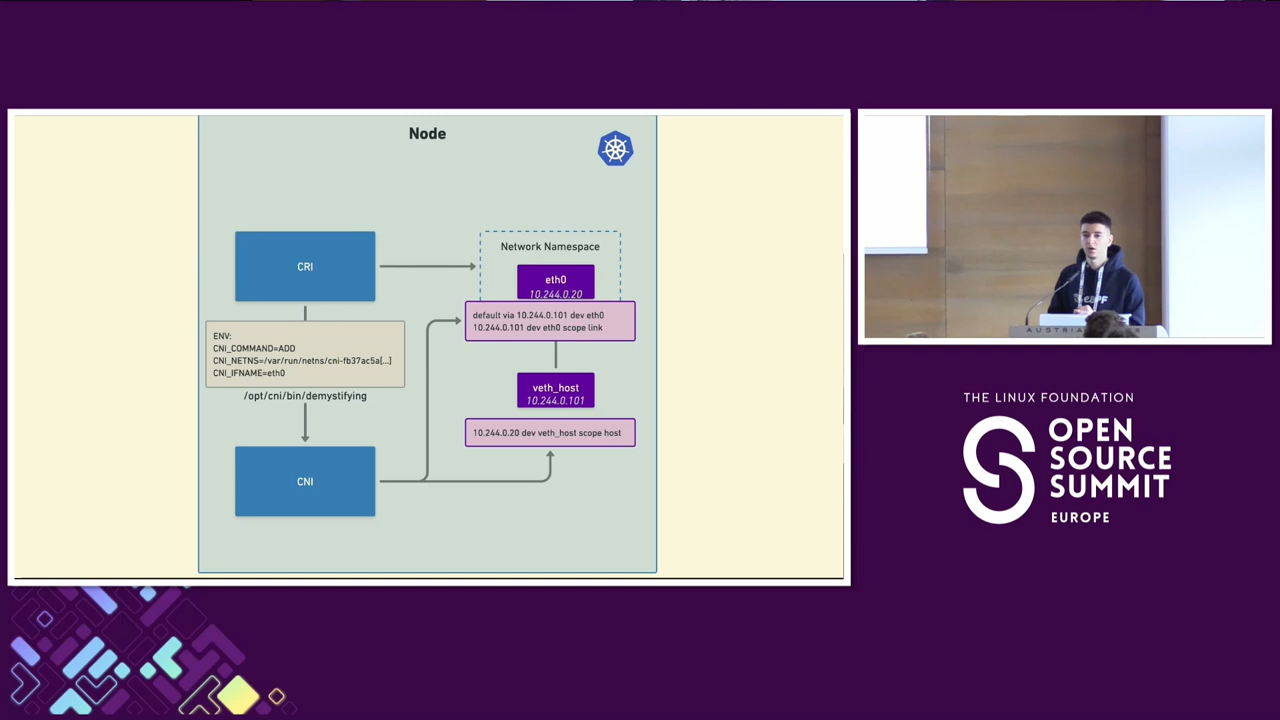 Node
CRI
Network Namespace
eth0
10.244.0.20
default via 10.244.0.101 dev eth0
10.244.0.101 dev eth0 scope link
ENV:
CNI_COMMAND=ADD
CNI_NETNS=/var/run/netns/cni-fb37ac5a[...]
CNI_IFNAME=eth0
/opt/cni/bin/demystifying
veth_host
10.244.0.101
10.244.0.20 dev veth_host scope host
CNI
THE LINUX FOUNDATION
OPEN
SOURCE
SUMMIT
EUROPE